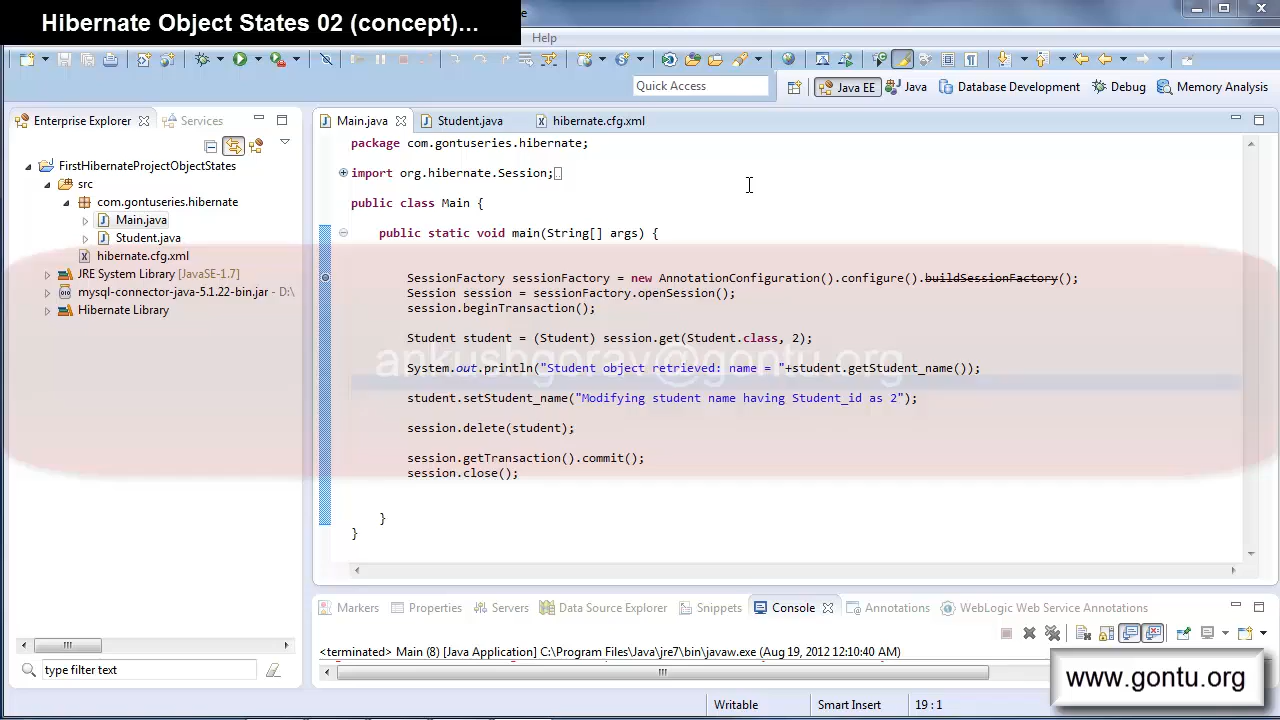 Hibernate Object States 02 (concept)...
e
Help
Quick Access
Java EE
Java
Database Development
Debug
Memory Analysis
Enterprise Explorer
Services
Main.java
Student.java
hibernate.cfg.xml
FirstHibernateProjectObjectStates
src
com.gontuseries.hibernate
Main.java
Student.java
hibernate.cfg.xml
JRE System Library [JavaSE-1.7]
mysql-connector-java-5.1.22-bin.jar - D:\
Hibernate Library
type filter text
package com.gontuseries.hibernate;
import org.hibernate.Session;
public class Main {
public static void main(String[] args) {
SessionFactory sessionFactory = new AnnotationConfiguration().configure().buildSessionFactory();
Session session = sessionFactory.openSession();
session.beginTransaction();
Student student = (Student) session.get(Student.class, 2);
ankushgorav@gontu.org
System.out.println("Student object retrieved: name = "+student.getStudent_name());
student.setStudent_name("Modifying student name having Student_id as 2");
session.delete(student);
session.getTransaction().commit();
session.close();
}
}
Markers
Properties
Servers
Data Source Explorer
Snippets
Console
Annotations
WebLogic Web Service Annotations
<terminated> Main (8) [Java Application] C:\Program Files\Java\jre7\bin\javaw.exe (Aug 19, 2012 12:10:40 AM)
www.gontu.org
Writable
Smart Insert
19 : 1